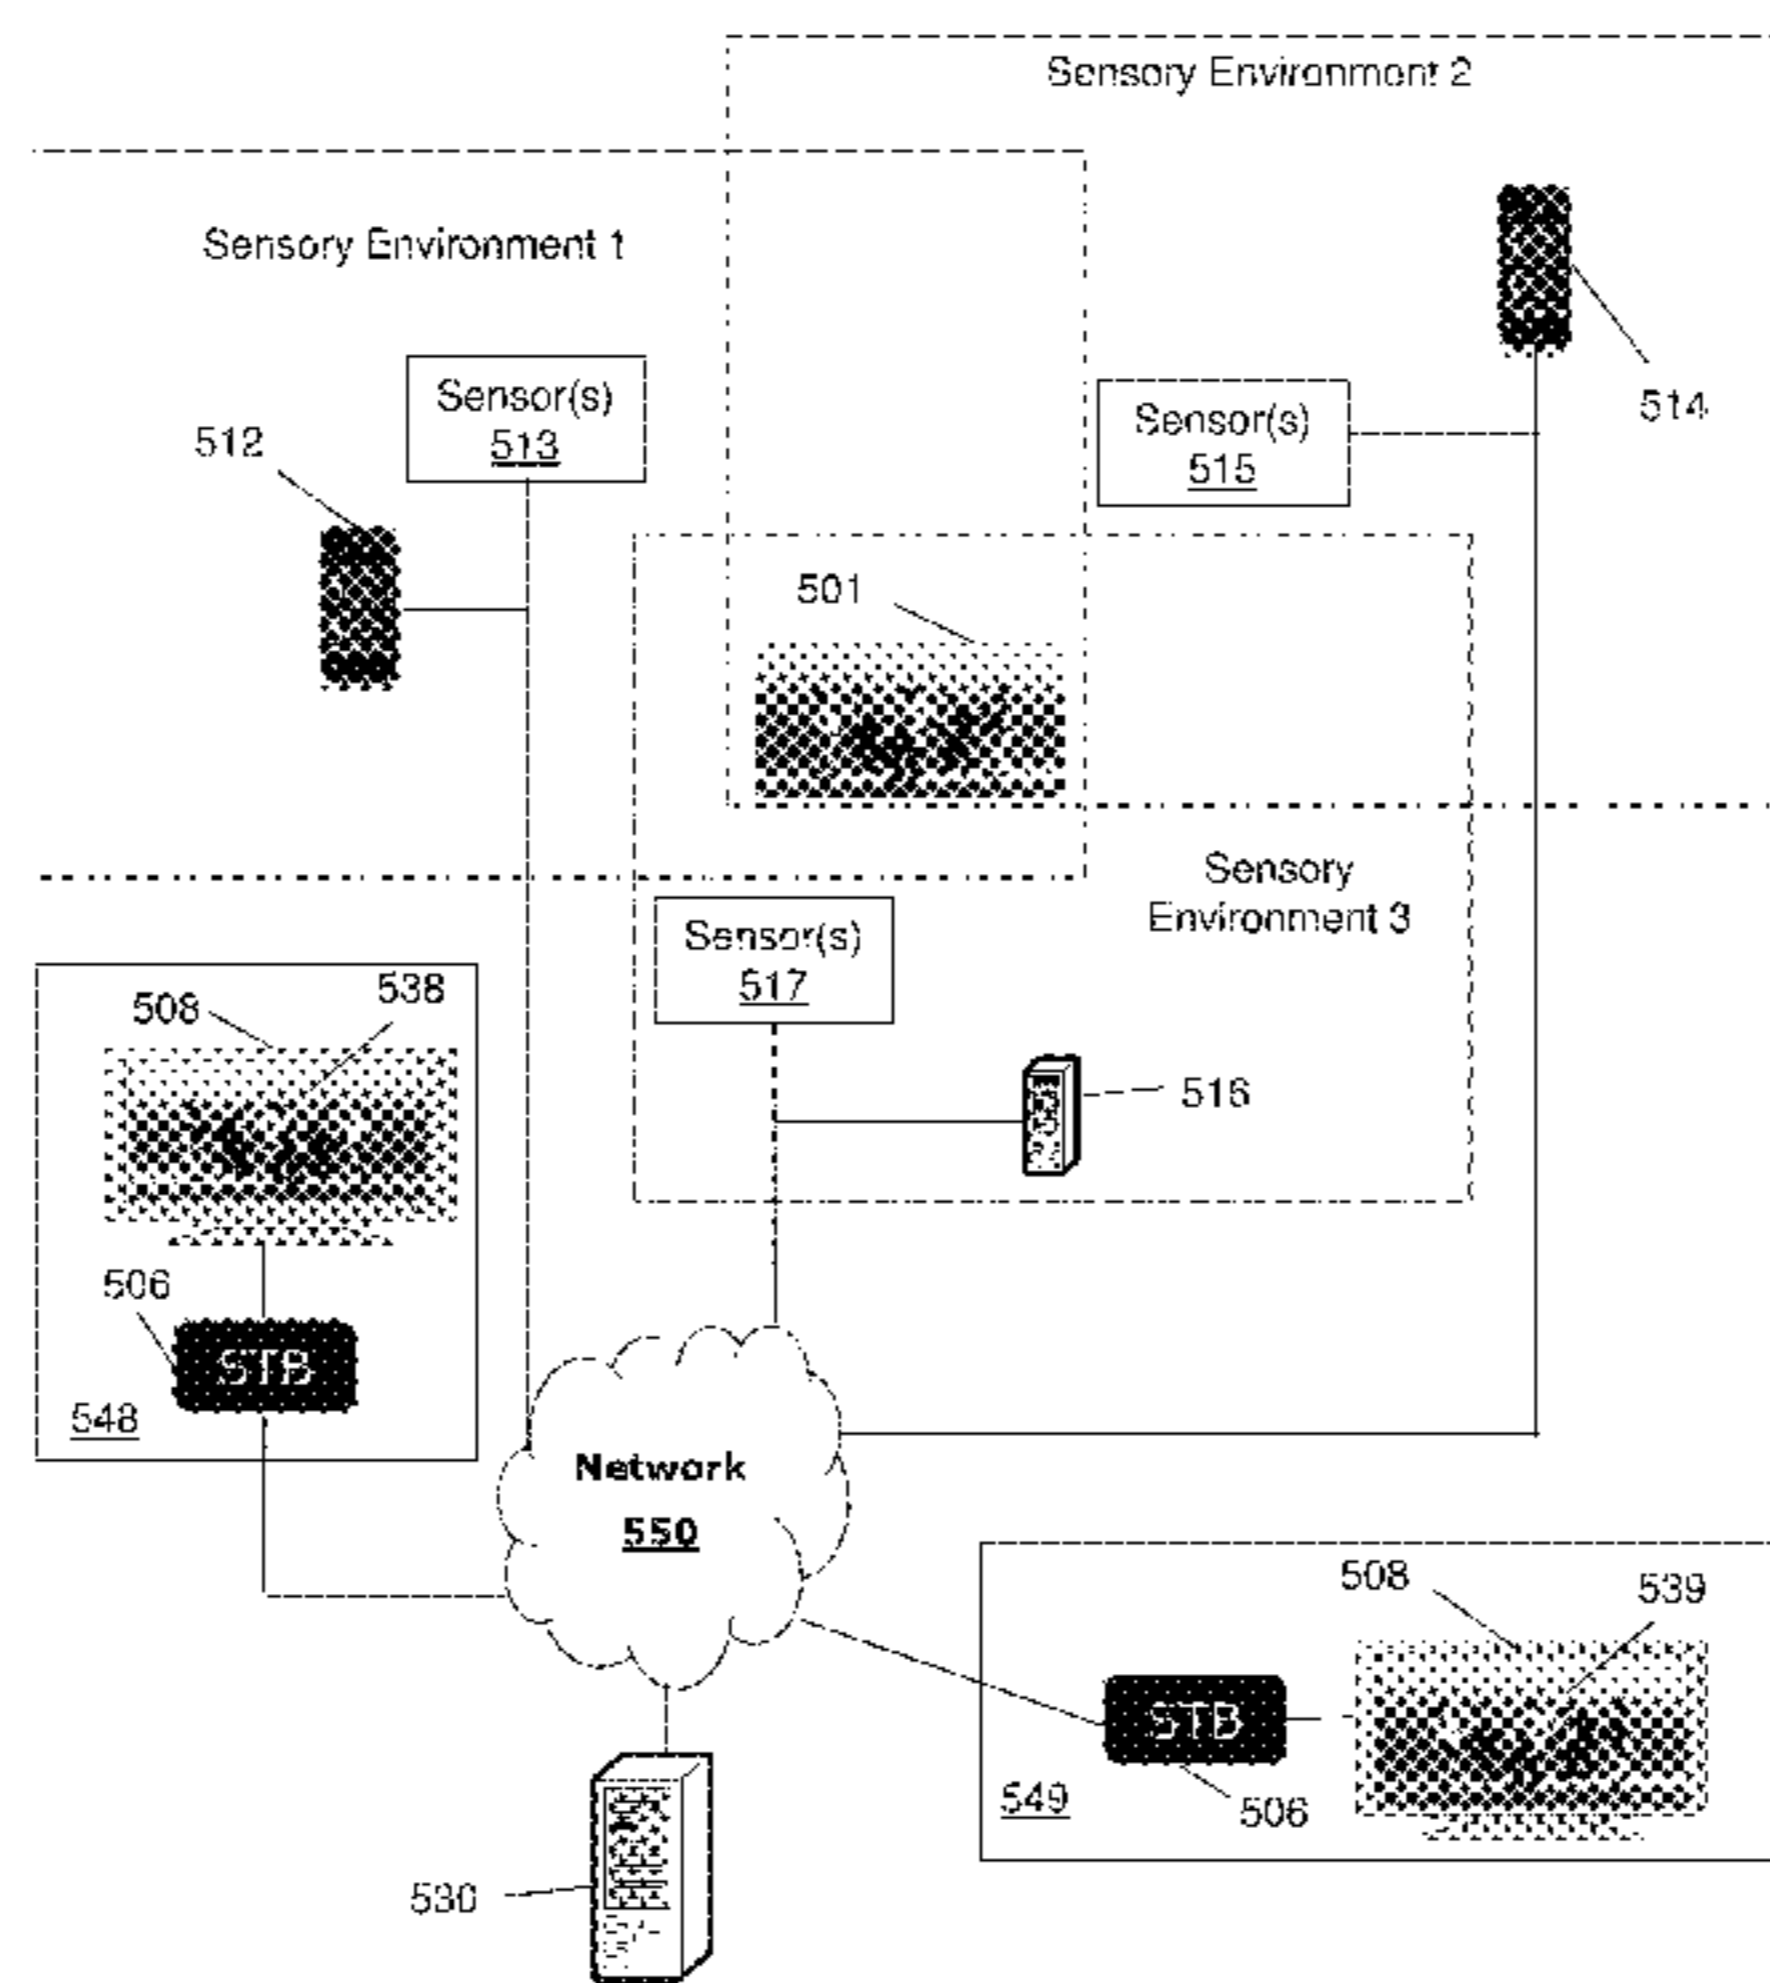 Sensory Environment 2
Sensory Environment 1
514
Sensor(s)
513
512
Sensor(s)
515
501
Sensory
Environment 3
Sensor(s)
517
538
508
516
506
STB
548
Network
550
508
539
STB
549
506
530